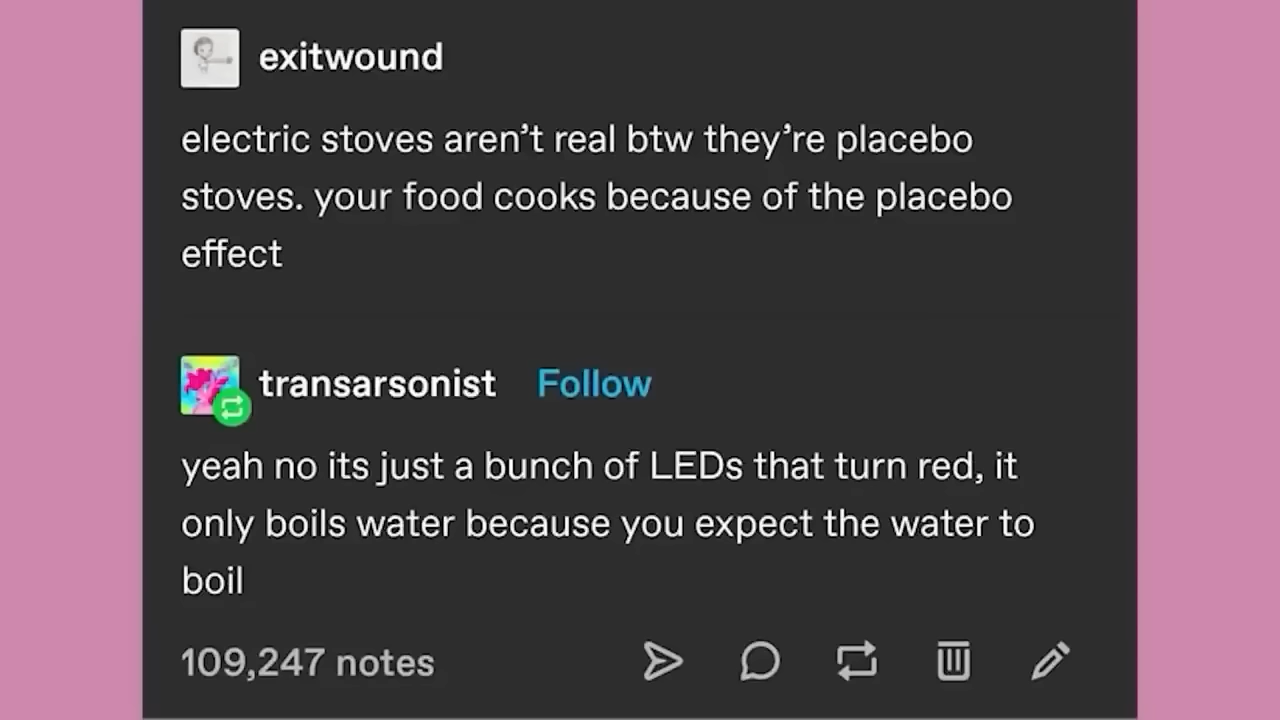 exitwound
electric stoves aren’t real btw they’re placebo
stoves. your food cooks because of the placebo
effect
transarsonist Follow
yeah no its just a bunch of LEDs that turn red, it
only boils water because you expect the water to
boil
109,247 notes